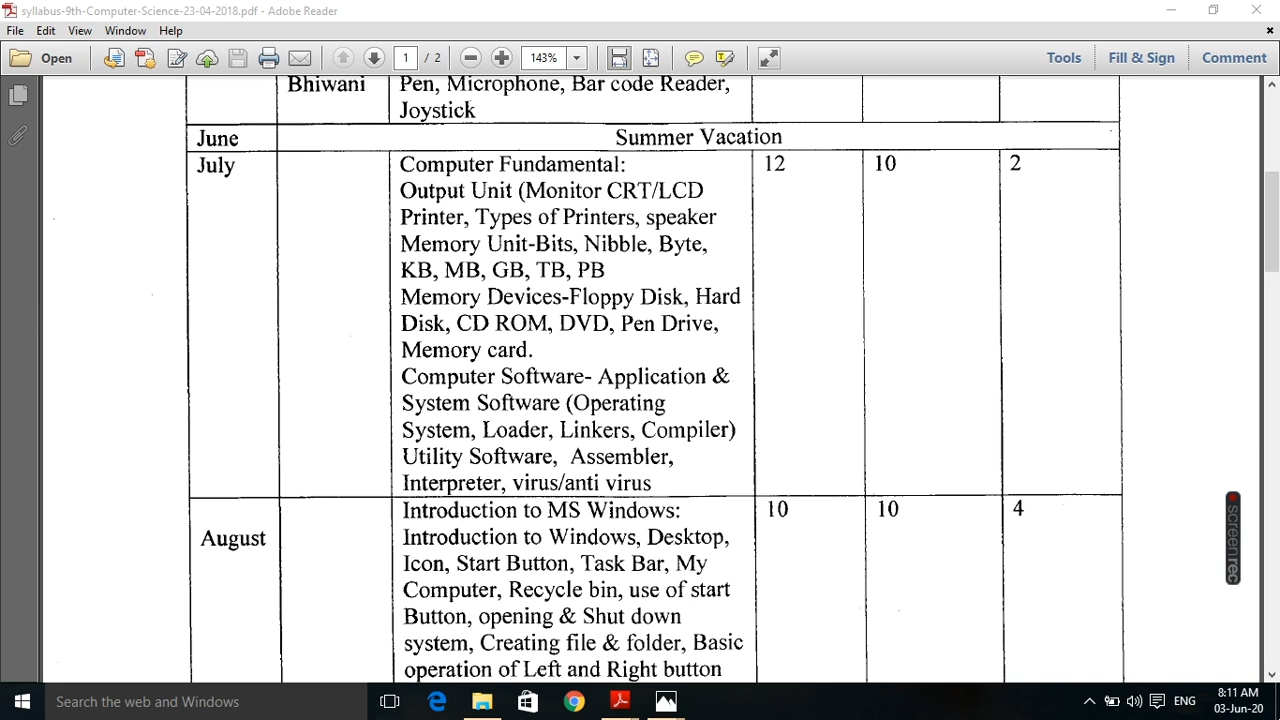 syllabus-9th-Computer-Science-23-04-2018.pdf - Adobe Reader
File Edit View Window Help
Open 1 / 2 143% Tools Fill & Sign Comment
Bhiwani Pen, Microphone, Bar code Reader,
Joystick
June Summer Vacation
July Computer Fundamental: 12 10 2
Output Unit (Monitor CRT/LCD
Printer, Types of Printers, speaker
Memory Unit-Bits, Nibble, Byte,
KB, MB, GB, TB, PB
Memory Devices-Floppy Disk, Hard
Disk, CD ROM, DVD, Pen Drive,
Memory card.
Computer Software- Application &
System Software (Operating
System, Loader, Linkers, Compiler)
Utility Software, Assembler,
Interpreter, virus/anti virus
Introduction to MS Windows: 10 10 4
August Introduction to Windows, Desktop,
Icon, Start Button, Task Bar, My
Computer, Recycle bin, use of start
Button, opening & Shut down
system, Creating file & folder, Basic
operation of Left and Right button
screenrec
Search the web and Windows
ENG 8:11 AM
03-Jun-20